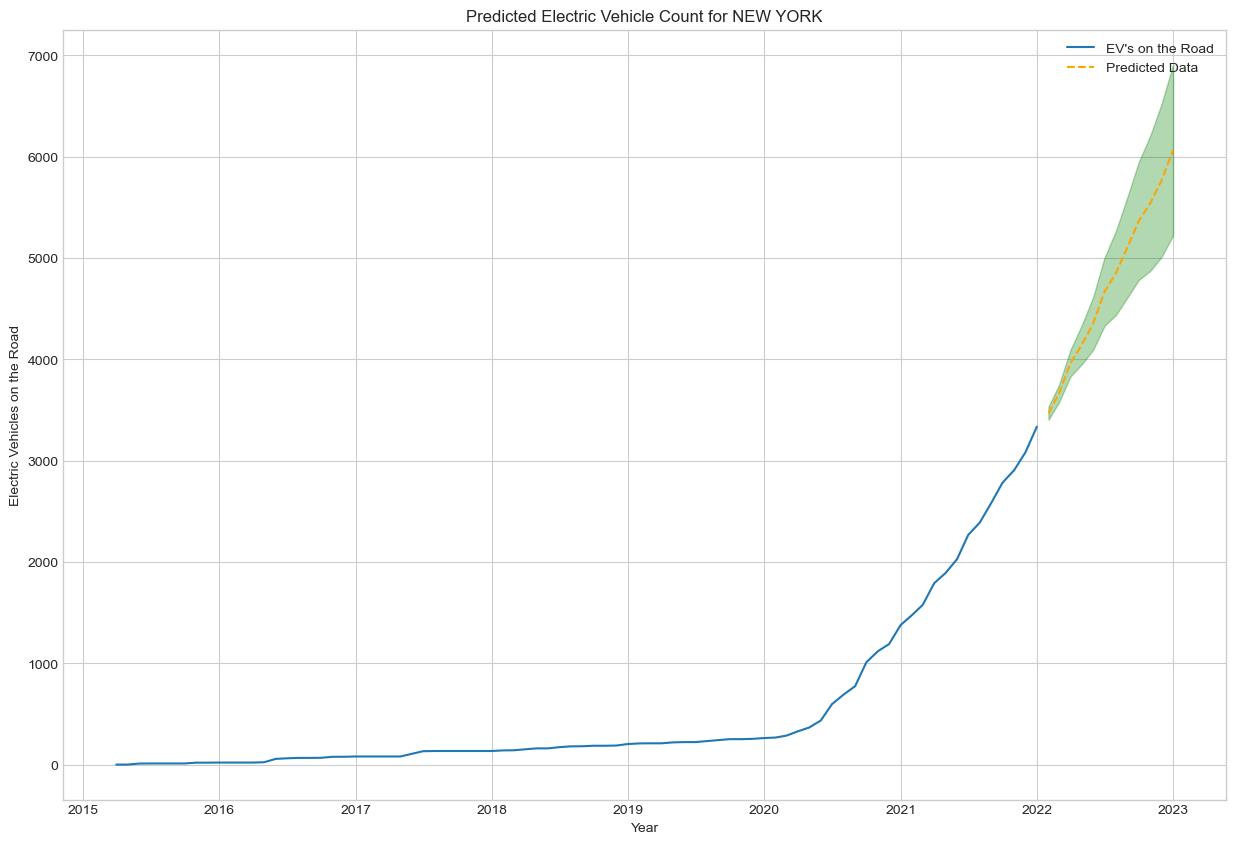 Predicted Electric Vehicle Count for NEW YORK
EV's on the Road
Predicted Data
7000
6000
5000
4000
3000
2000
1000
0
Electric Vehicles on the Road
2015 2016 2017 2018 2019 2020 2021 2022 2023
Year